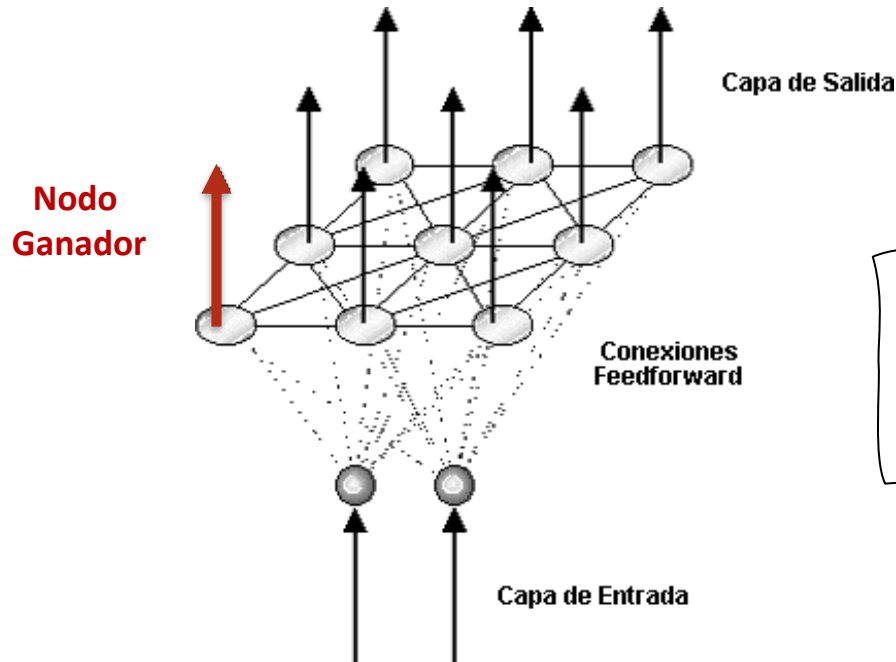 Capa de Salida
Nodo
Ganador
Conexiones
Feedforward
Capa de Entrada